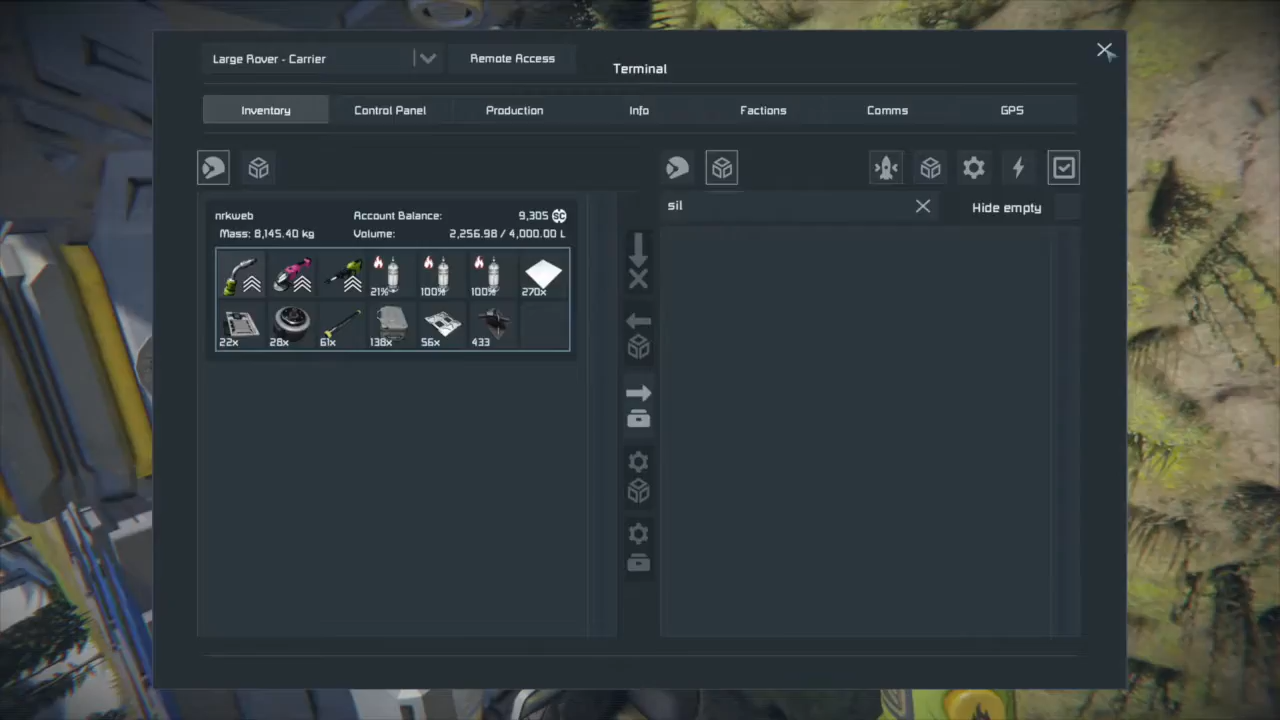 Large Rover - Carrier
Remote Access
Terminal
Inventory
Control Panel
Production
Info
Factions
Comms
GPS
sil
Hide empty
nrkweb
Account Balance: 9,305 SC
Mass: 8,145.40 kg
Volume: 2,256.98 / 4,000.00 L
21%
100%
100%
270x
22x
28x
61x
138x
56x
433